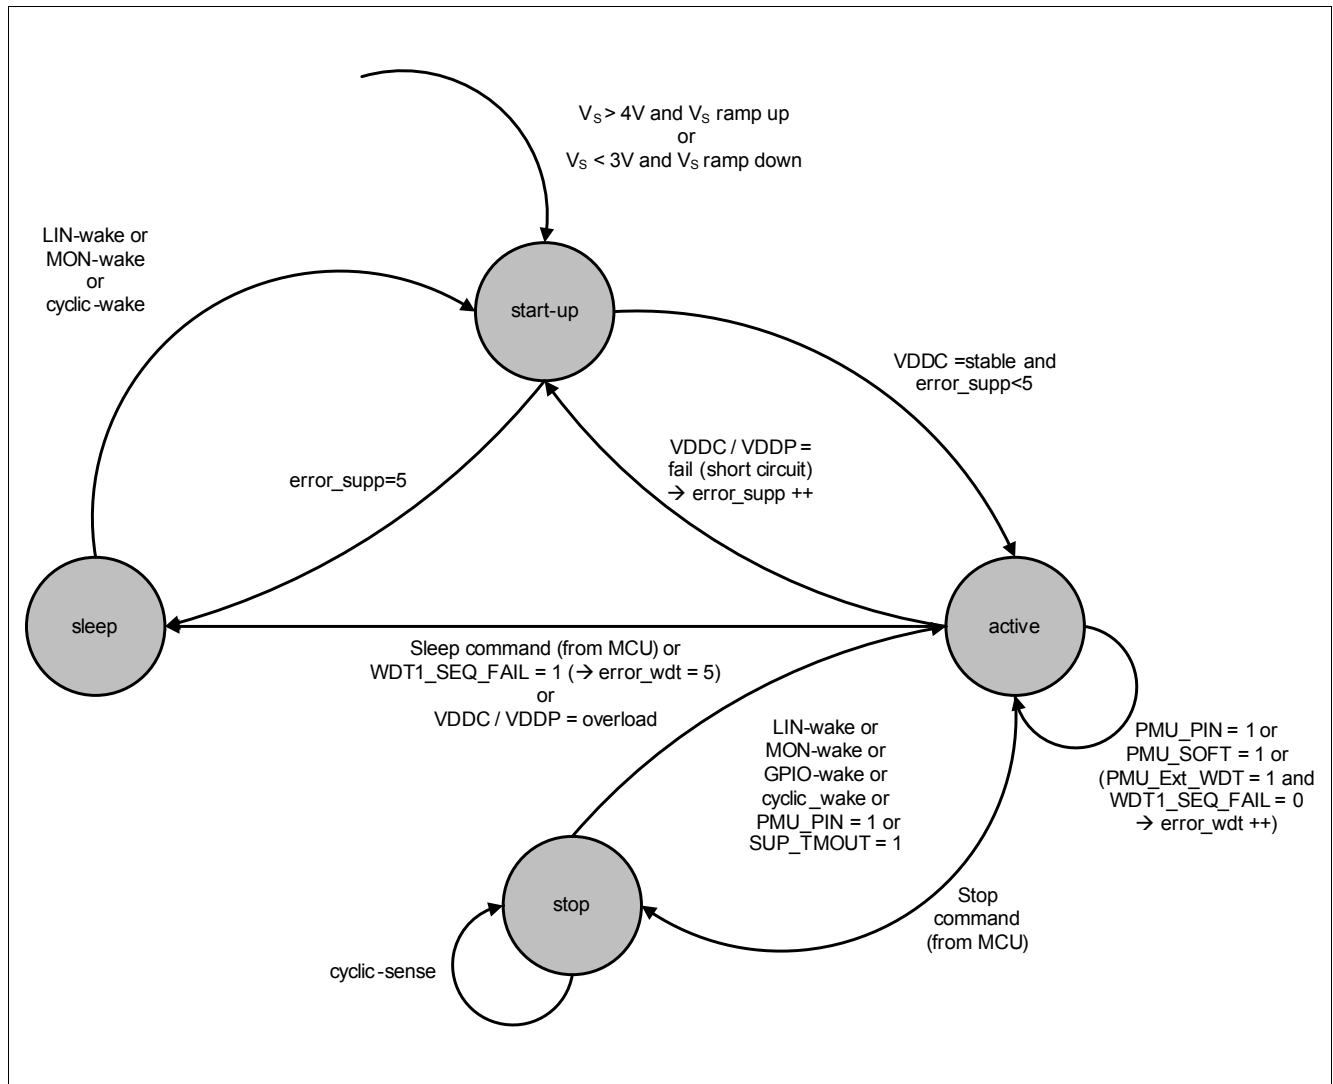 V_S > 4V and V_S ramp up
or
V_S < 3V and V_S ramp down
LIN-wake or
MON-wake
or
cyclic-wake
start-up
VDDC =stable and
error_supp<5
VDDC / VDDP =
fail (short circuit)
→ error_supp ++
error_supp=5
sleep
active
Sleep command (from MCU) or
WDT1_SEQ_FAIL = 1 (→ error_wdt = 5)
or
VDDC / VDDP = overload
LIN-wake or
MON-wake or
GPIO-wake or
cyclic_wake or
PMU_PIN = 1 or
SUP_TMOUT = 1
PMU_PIN = 1 or
PMU_SOFT = 1 or
(PMU_Ext_WDT = 1 and
WDT1_SEQ_FAIL = 0
→ error_wdt ++)
stop
Stop
command
(from MCU)
cyclic-sense